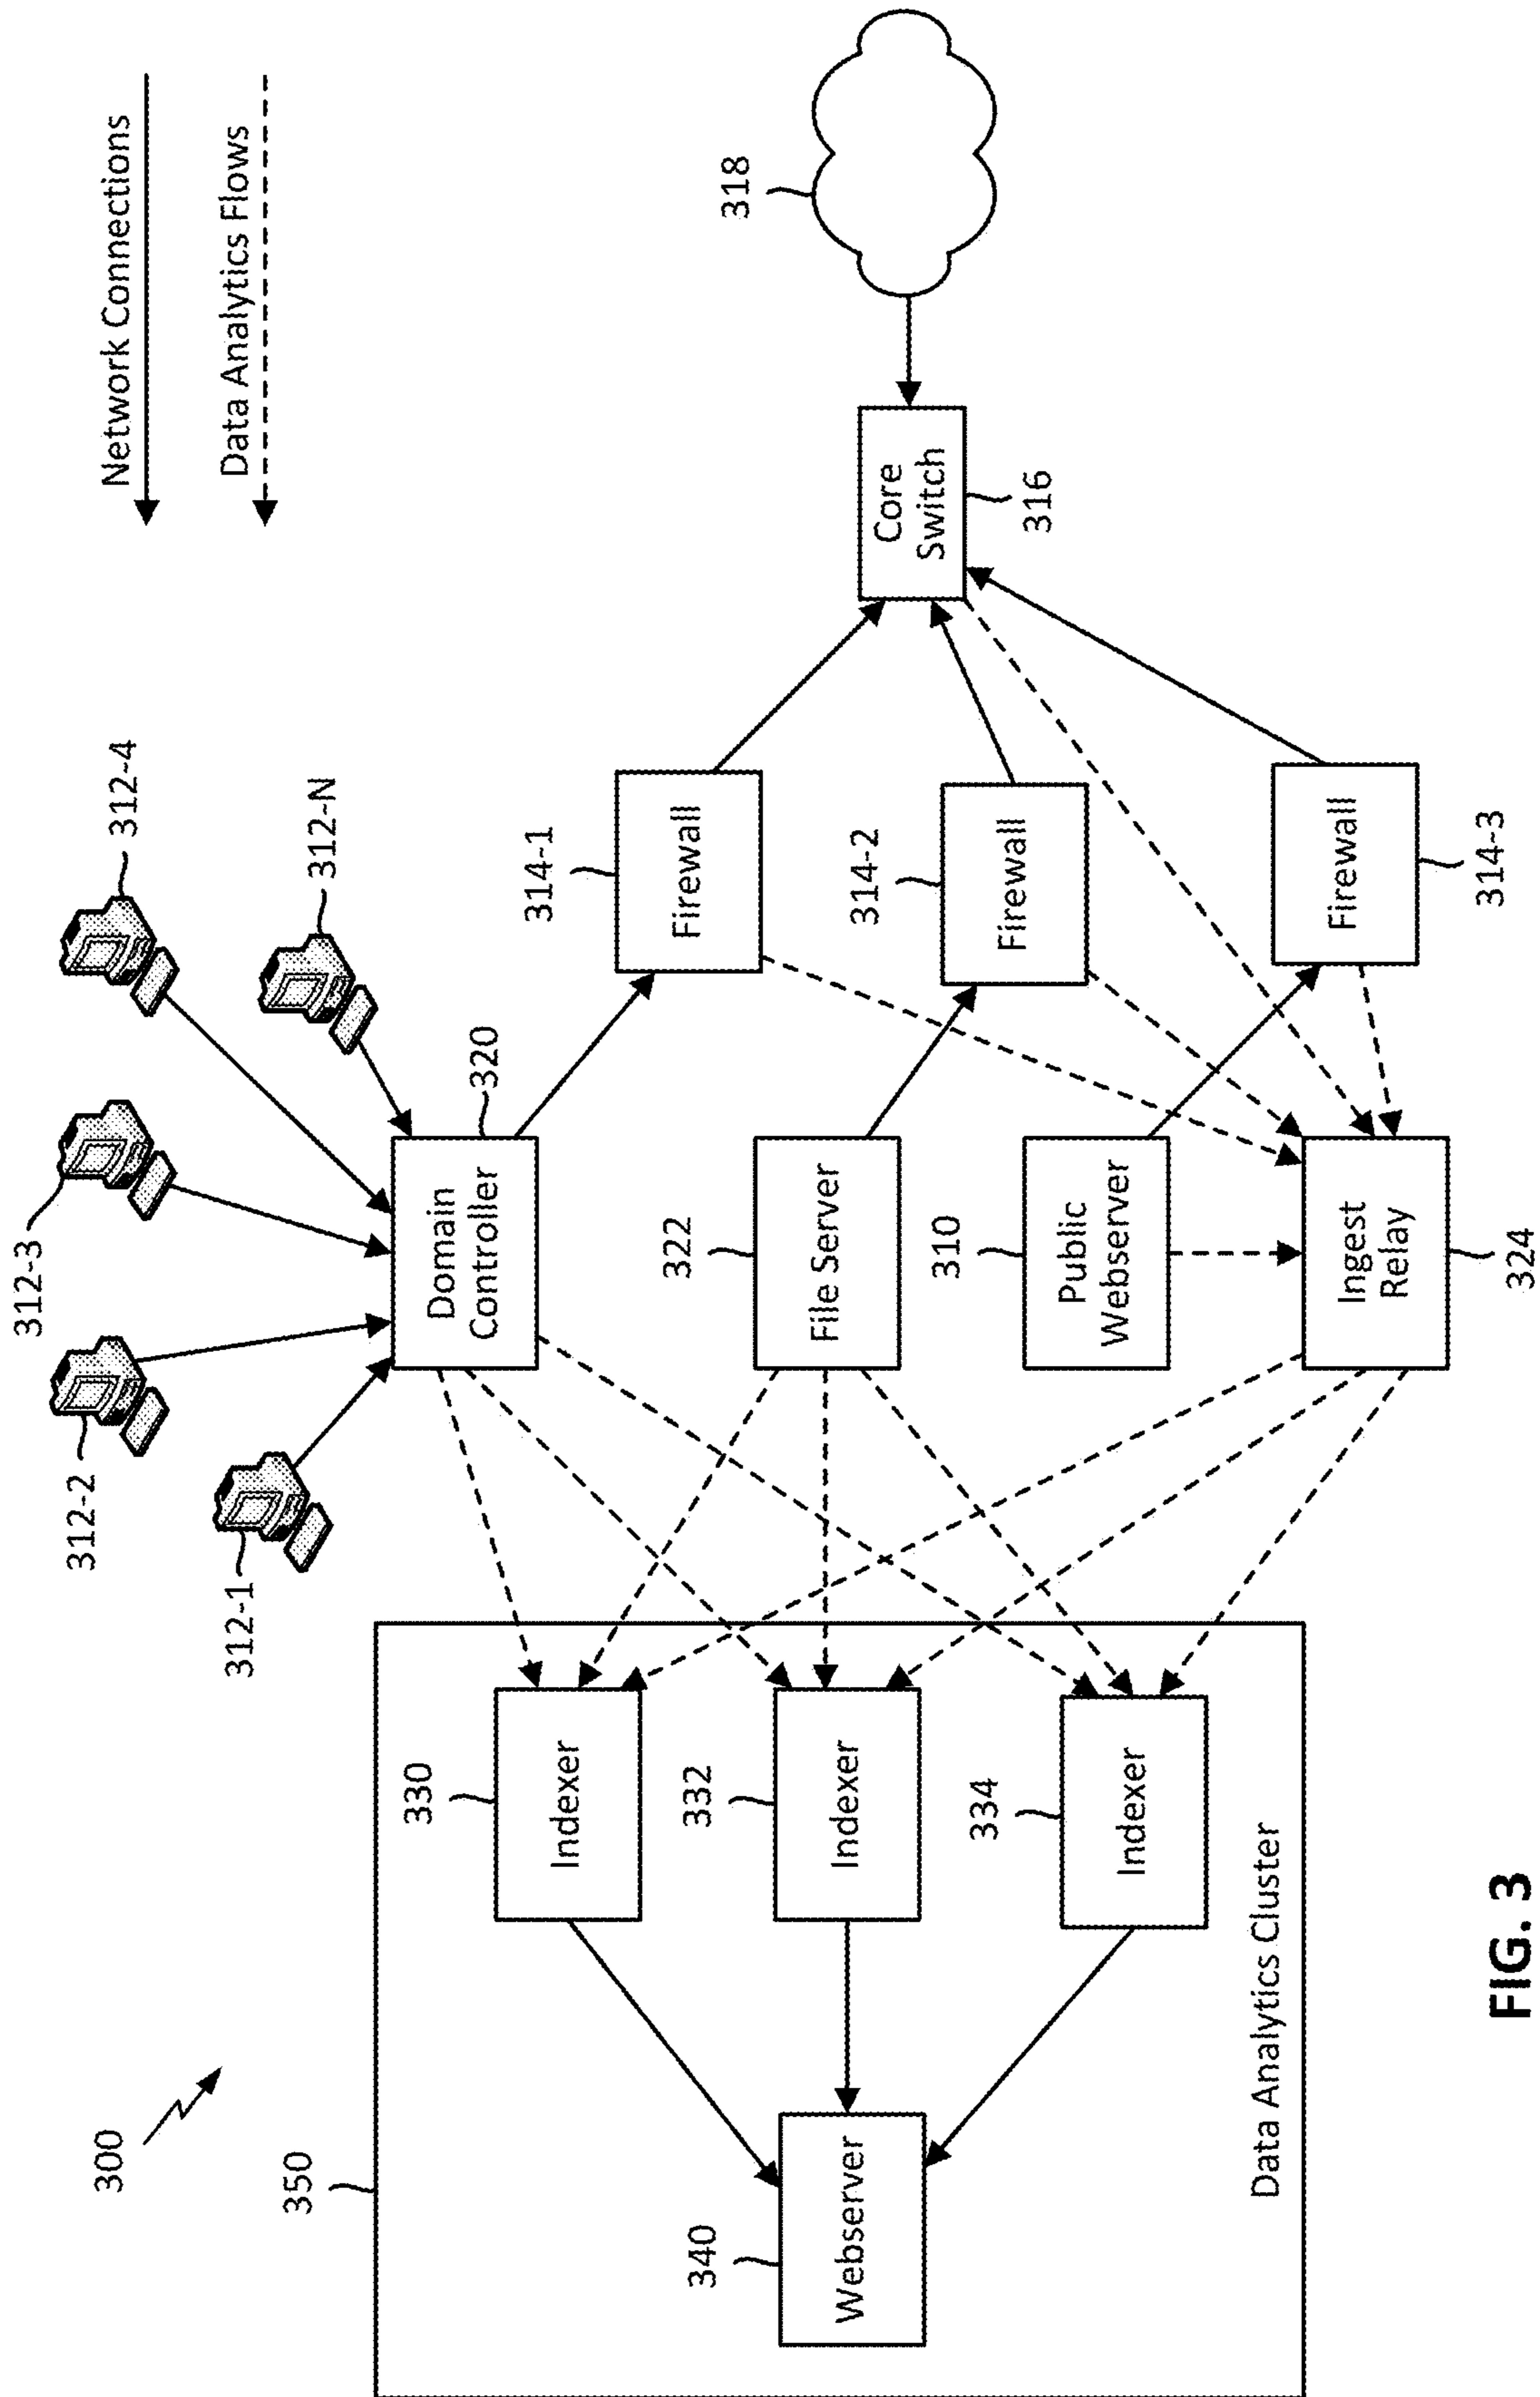 300
350
340
Webserver
330
Indexer
332
Indexer
334
Indexer
Data Analytics Cluster
312-1
312-2
312-3
312-4
312-N
Domain
Controller
320
322
File Server
310
Public
Webserver
Ingest
Relay
324
314-1
Firewall
314-2
Firewall
Firewall
314-3
Core
Switch
316
318
Network Connections
Data Analytics Flows
FIG. 3